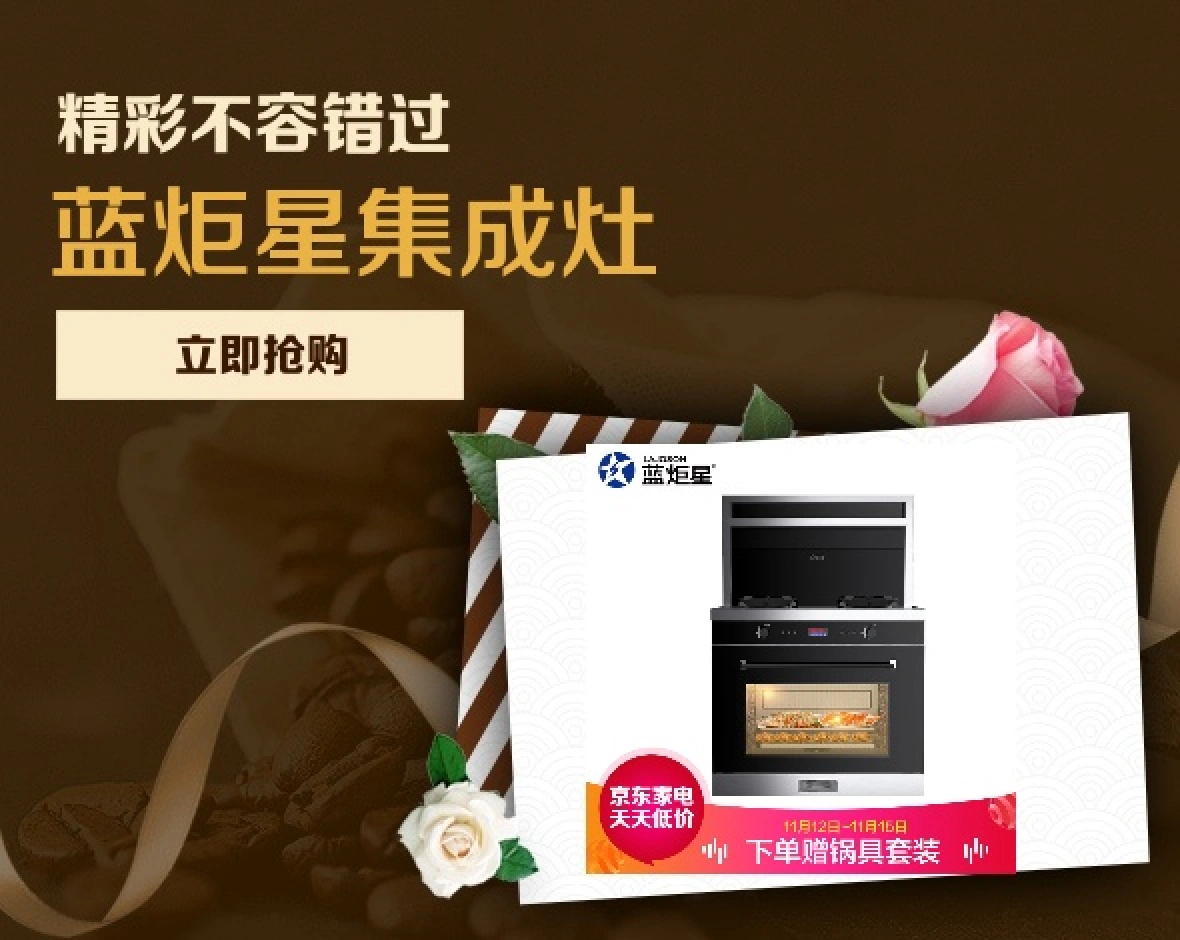 精彩不容错过
蓝炬星集成灶
立即抢购
蓝炬星
京东家电
天天低价
11月12日-11月15日
下单赠锅具套装